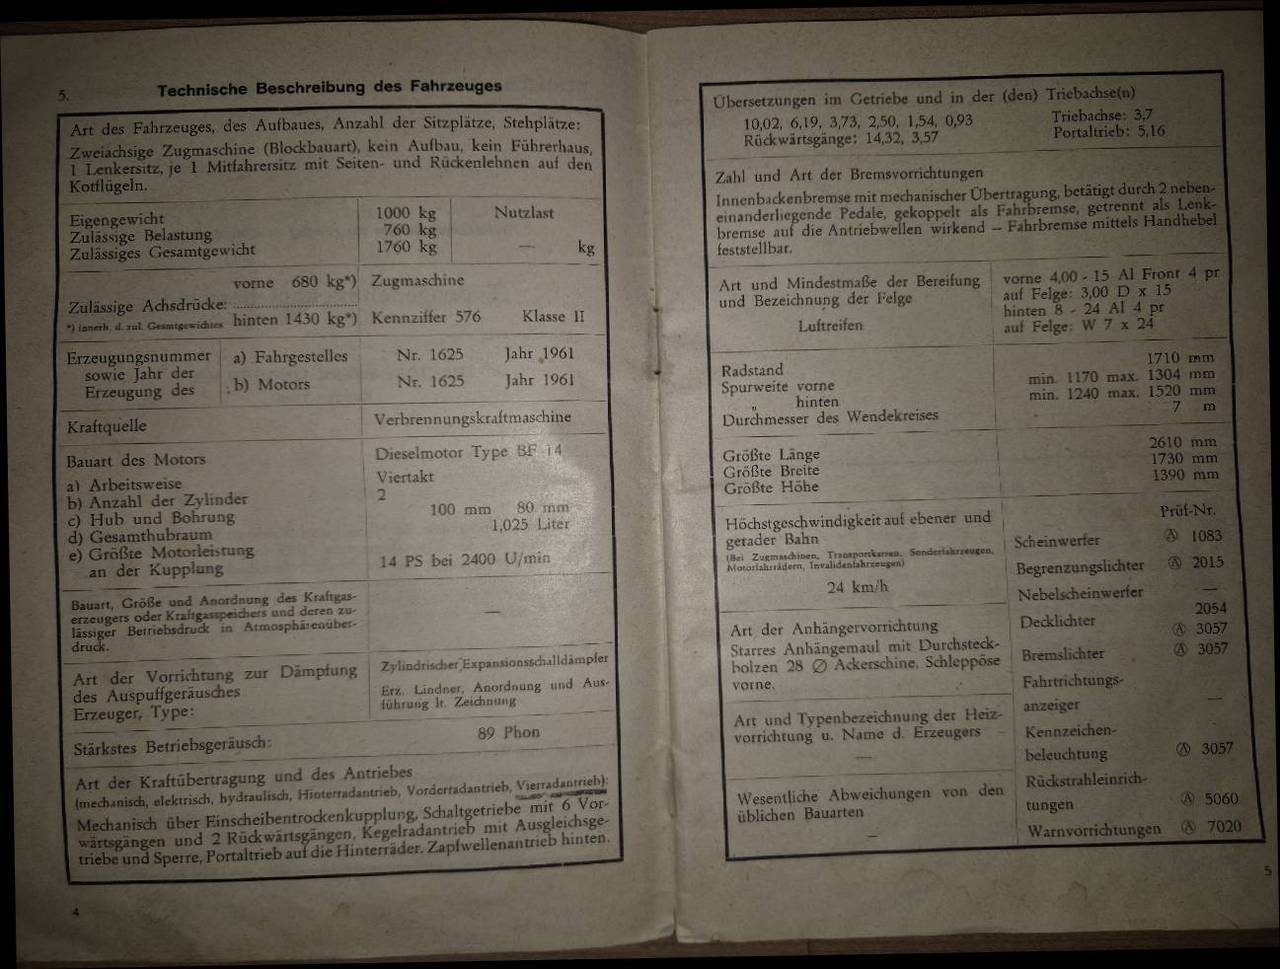 5.
Technische Beschreibung des Fahrzeuges
Art des Fahrzeuges, des Aufbaues, Anzahl der Sitzplätze, Stehplätze:
Zweiachsige Zugmaschine (Blockbauart), kein Aufbau, kein Führerhaus,
1 Lenkersitz, je 1 Mitfahrersitz mit Seiten- und Rückenlehnen auf den
Kotflügeln.
Eigengewicht 1000 kg Nutzlast
Zulässige Belastung 760 kg
Zulässiges Gesamtgewicht 1760 kg — kg
vorne 680 kg*) Zugmaschine
Zulässige Achsdrücke:
*) innerh. d. zul. Gesamtgewichtes hinten 1430 kg*) Kennziffer 576 Klasse II
Erzeugungsnummer a) Fahrgestelles Nr. 1625 Jahr 1961
sowie Jahr der
Erzeugung des b) Motors Nr. 1625 Jahr 1961
Kraftquelle Verbrennungskraftmaschine
Bauart des Motors Dieselmotor Type BF 14
a) Arbeitsweise Viertakt
b) Anzahl der Zylinder 2
c) Hub und Bohrung 100 mm 80 mm
d) Gesamthubraum 1,025 Liter
e) Größte Motorleistung
an der Kupplung 14 PS bei 2400 U/min
Bauart, Größe und Anordnung des Kraftgas-
erzeugers oder Kraftgasspeichers und deren zu-
lässiger Betriebsdruck in Atmosphärenüber-
druck. —
Art der Vorrichtung zur Dämpfung Zylindrischer Expansionsschalldämpfer
des Auspuffgeräusches Erz. Lindner, Anordnung und Aus-
Erzeuger, Type: führung lt. Zeichnung
Stärkstes Betriebsgeräusch: 89 Phon
Art der Kraftübertragung und des Antriebes
(mechanisch, elektrisch, hydraulisch, Hinterradantrieb, Vorderradantrieb, Vierradantrieb):
Mechanisch über Einscheibentrockenkupplung, Schaltgetriebe mit 6 Vor-
wärtsgängen und 2 Rückwärtsgängen, Kegelradantrieb mit Ausgleichsge-
triebe und Sperre, Portaltrieb auf die Hinterräder. Zapfwellenantrieb hinten.
4
Übersetzungen im Getriebe und in der (den) Triebachse(n)
10,02, 6,19, 3,73, 2,50, 1,54, 0,93 Triebachse: 3,7
Rückwärtsgänge: 14,32, 3,57 Portaltrieb: 5,16
Zahl und Art der Bremsvorrichtungen
Innenbackenbremse mit mechanischer Übertragung, betätigt durch 2 neben-
einanderliegende Pedale, gekoppelt als Fahrbremse, getrennt als Lenk-
bremse auf die Antriebwellen wirkend – Fahrbremse mittels Handhebel
feststellbar.
Art und Mindestmaße der Bereifung vorne 4,00 - 15 Al Front 4 pr
und Bezeichnung der Felge auf Felge: 3,00 D x 15
hinten 8 - 24 Al 4 pr
Luftreifen auf Felge: W 7 x 24
Radstand 1710 mm
Spurweite vorne min. 1170 max. 1304 mm
„ hinten min. 1240 max. 1520 mm
Durchmesser des Wendekreises 7 m
Größte Länge 2610 mm
Größte Breite 1730 mm
Größte Höhe 1390 mm
Höchstgeschwindigkeit auf ebener und
gerader Bahn
(Bei Zugmaschinen, Transportkarren, Sonderfahrzeugen,
Motorfahrrädern, Invalidenfahrzeugen)
24 km/h
Art der Anhängervorrichtung
Starres Anhängemaul mit Durchsteck-
bolzen 28 ∅ Ackerschine, Schleppöse
vorne.
Art und Typenbezeichnung der Heiz-
vorrichtung u. Name d. Erzeugers
—
Wesentliche Abweichungen von den
üblichen Bauarten
—
Prüf-Nr.
Scheinwerfer Ⓐ 1083
Begrenzungslichter Ⓐ 2015
Nebelscheinwerfer —
2054
Decklichter Ⓐ 3057
Bremslichter Ⓐ 3057
Fahrtrichtungs-
anzeiger —
Kennzeichen-
beleuchtung Ⓐ 3057
Rückstrahleinrich-
tungen Ⓐ 5060
Warnvorrichtungen Ⓐ 7020
5